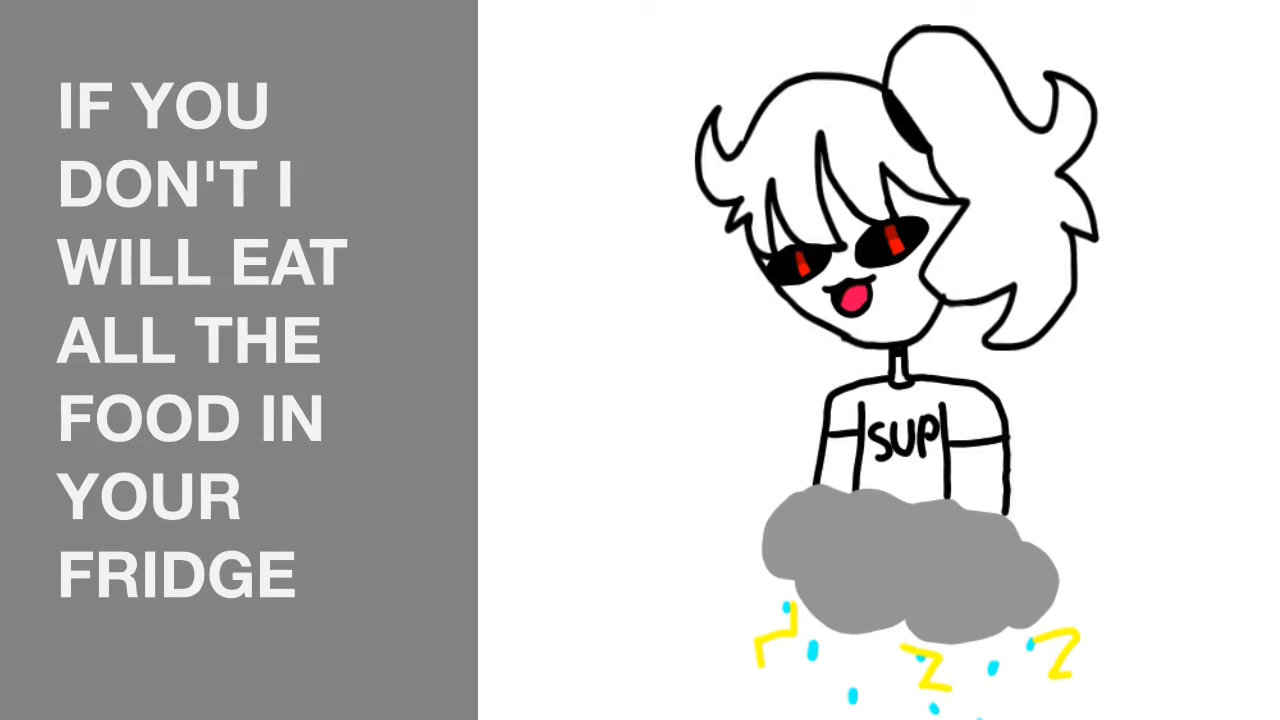 IF YOU
DON'T I
WILL EAT
ALL THE
FOOD IN
YOUR
FRIDGE
SUP